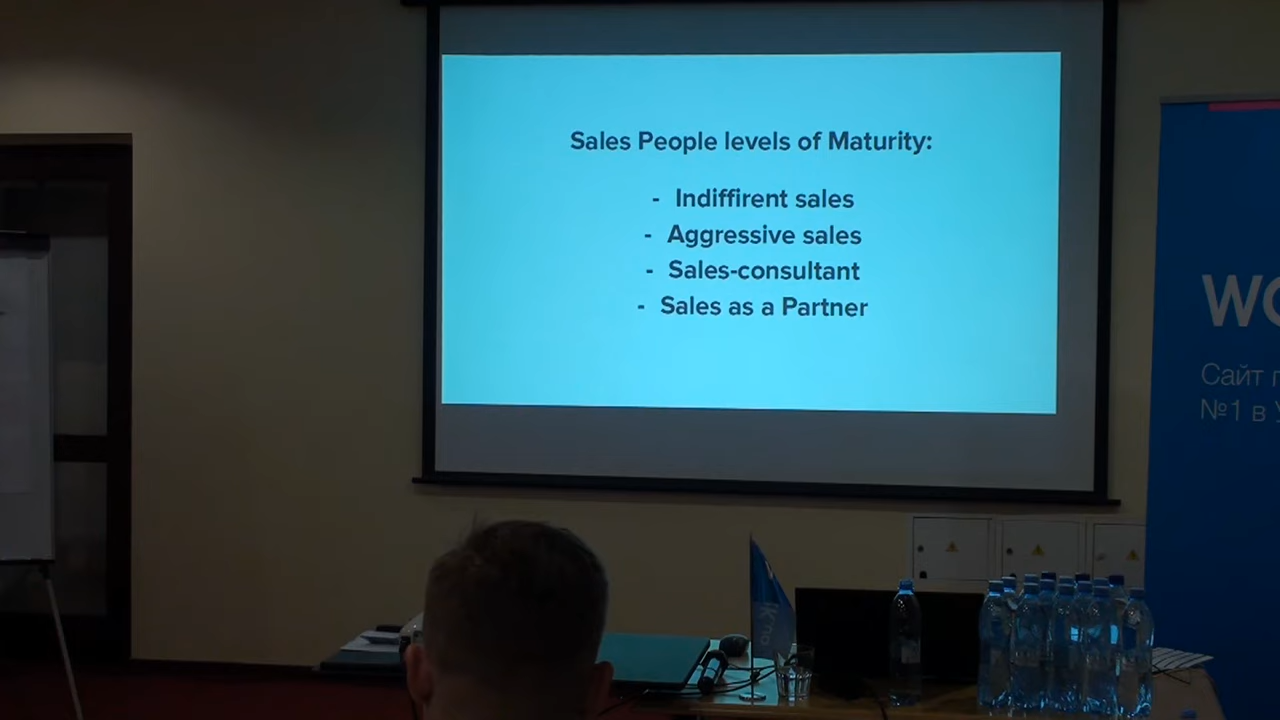 Sales People levels of Maturity:
- Indiffirent sales
- Aggressive sales
- Sales-consultant
- Sales as a Partner
WO
Сайт
№1 в